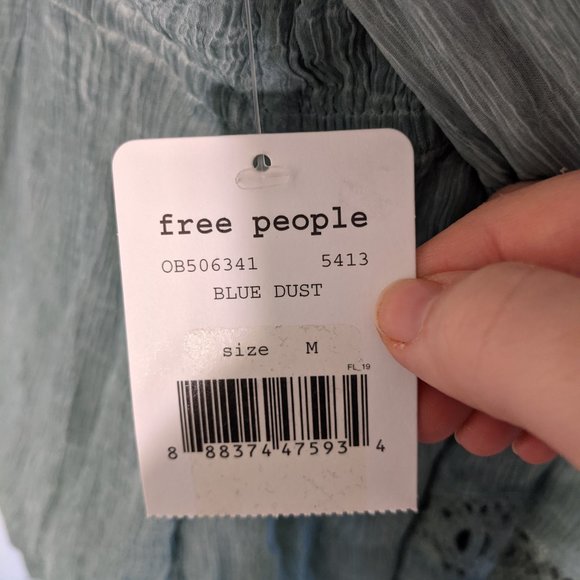 free people
OB506341 5413
BLUE DUST
size M
FL_19
8 88374 47593 4